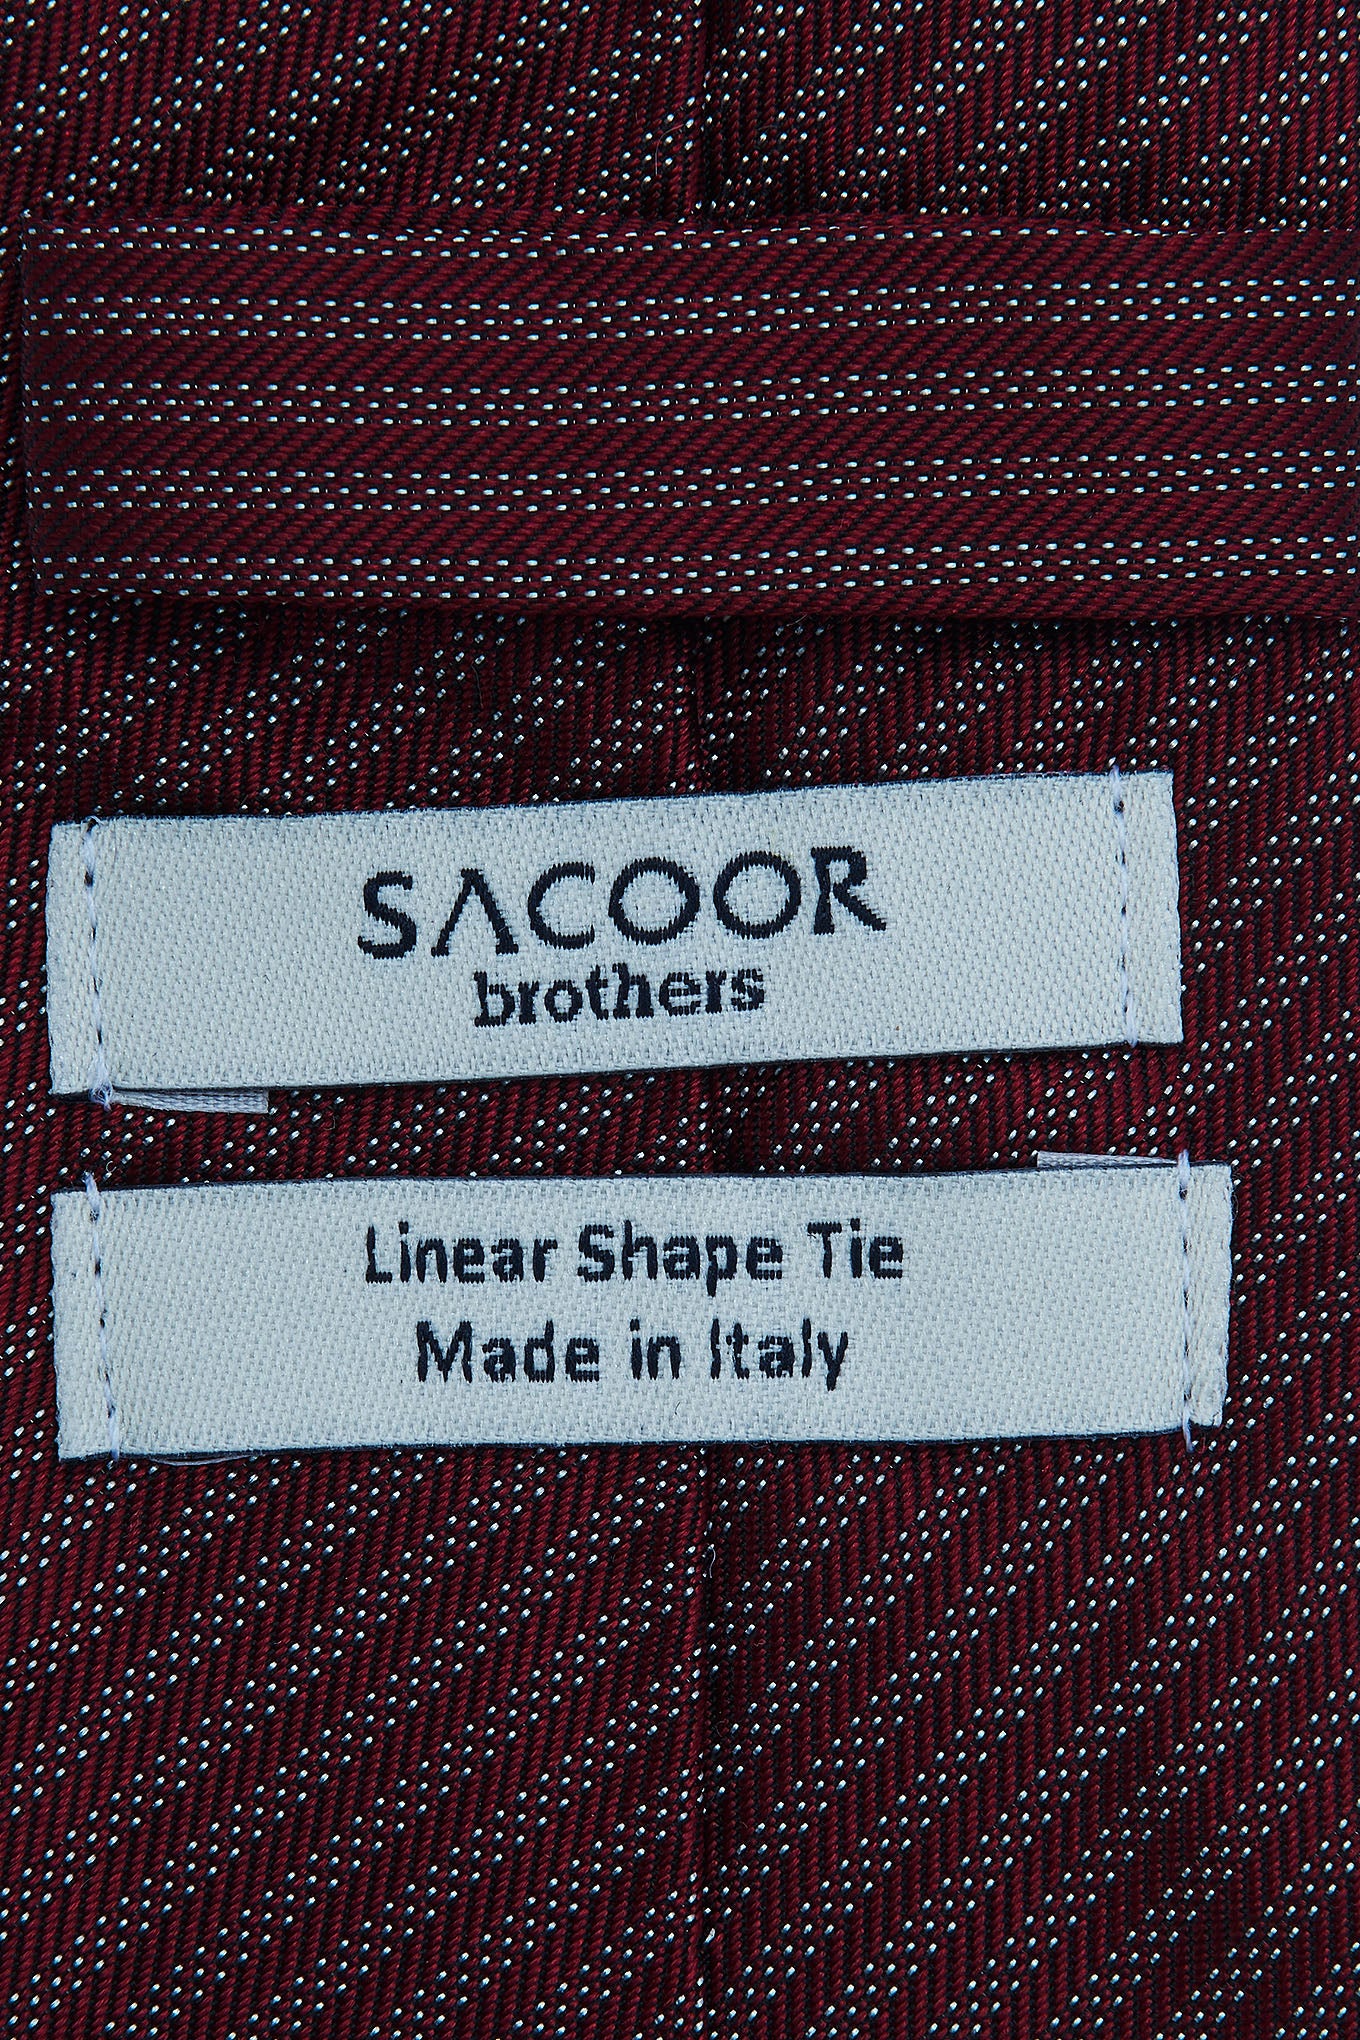 SACOOR
brothers
Linear Shape Tie
Made in Italy